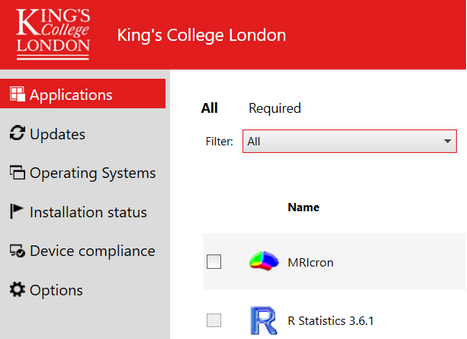 KING'S
College
LONDON
King's College London
Applications
Updates
Operating Systems
Installation status
Device compliance
Options
All
Required
Filter:
All
Name
MRIcron
R
R Statistics 3.6.1